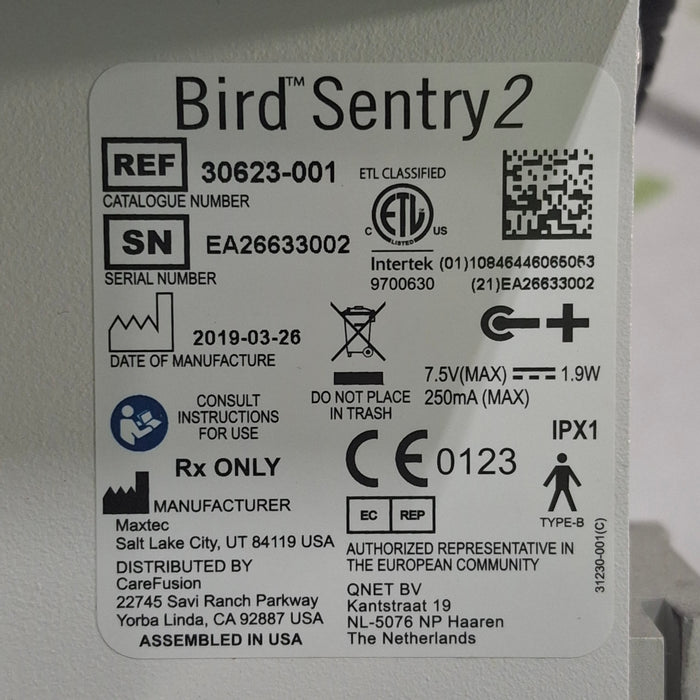 Bird™ Sentry2
REF 30623-001
CATALOGUE NUMBER
ETL CLASSIFIED
C ETL US
LISTED
Intertek
9700630
(01)10846446065053
(21)EA26633002
SN EA26633002
SERIAL NUMBER
2019-03-26
DATE OF MANUFACTURE
DO NOT PLACE
IN TRASH
7.5V(MAX) 1.9W
250mA (MAX)
CONSULT
INSTRUCTIONS
FOR USE
Rx ONLY
CE 0123
IPX1
TYPE-B
MANUFACTURER
Maxtec
Salt Lake City, UT 84119 USA
DISTRIBUTED BY
CareFusion
22745 Savi Ranch Parkway
Yorba Linda, CA 92887 USA
ASSEMBLED IN USA
EC REP
AUTHORIZED REPRESENTATIVE IN
THE EUROPEAN COMMUNITY
QNET BV
Kantstraat 19
NL-5076 NP Haaren
The Netherlands
31230-001(C)